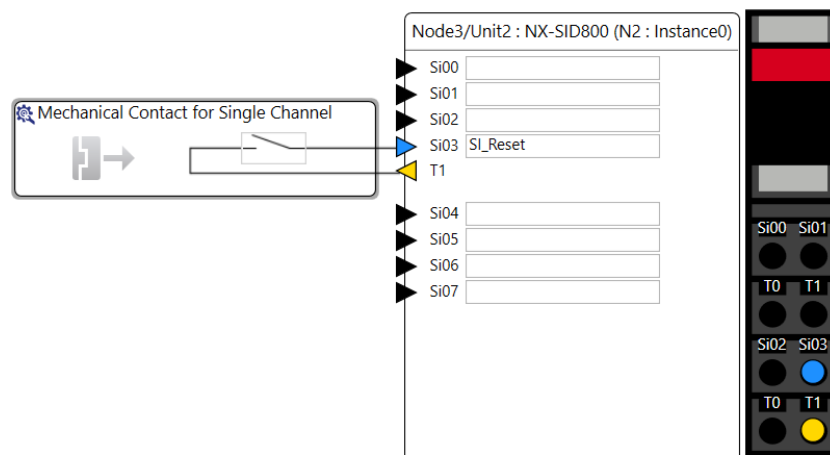 Node3/Unit2 : NX-SID800 (N2 : Instance0)
Si00
Si01
Mechanical Contact for Single Channel
Si02
Si03 SI_Reset
T1
Si04
Si05
Si06
Si07
Si00 Si01
T0 T1
Si02 Si03
T0 T1